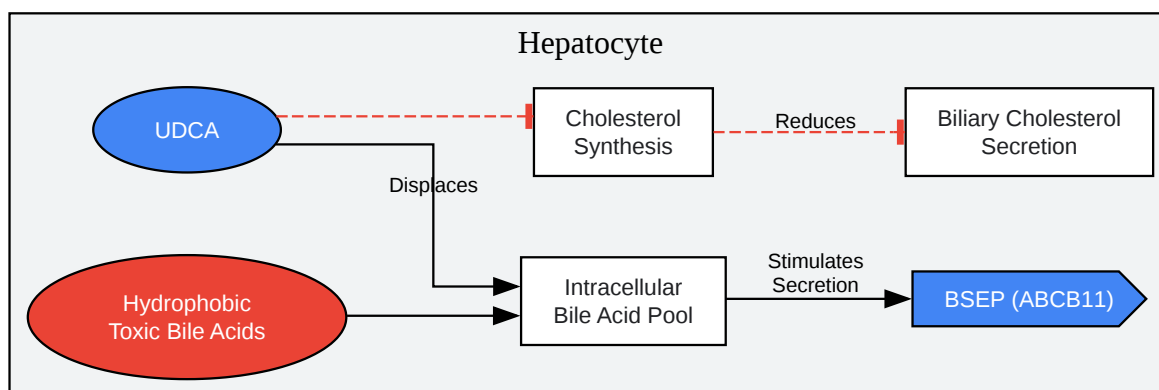 Hepatocyte
UDCA
Cholesterol
Synthesis
Reduces
Biliary Cholesterol
Secretion
Displaces
Hydrophobic
Toxic Bile Acids
Intracellular
Bile Acid Pool
Stimulates
Secretion
BSEP (ABCB11)